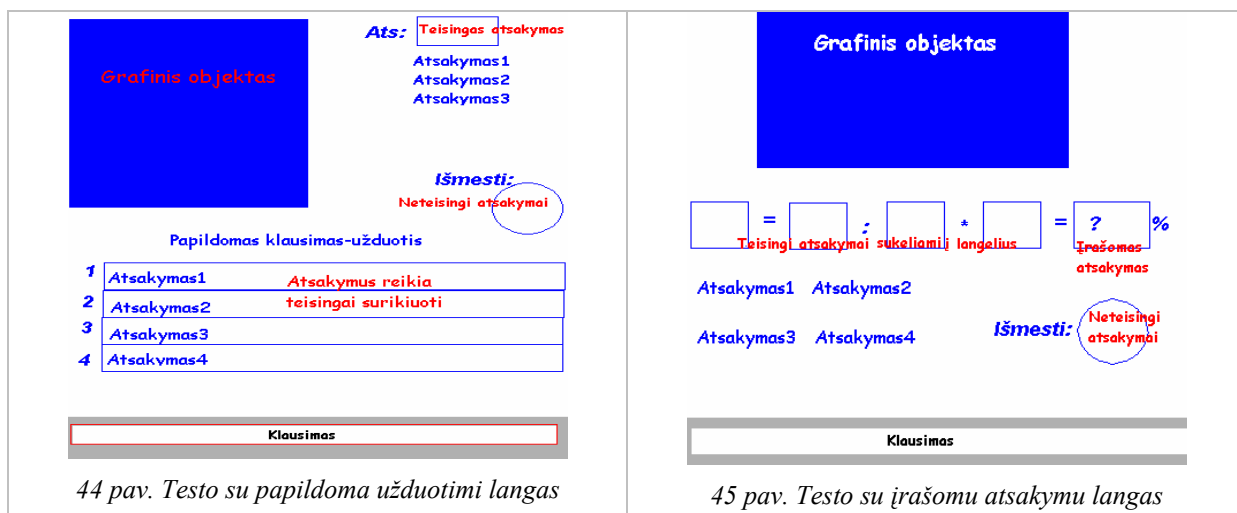 Grafinis objektas
Ats: Teisingas atsakymas
Atsakymas1
Atsakymas2
Atsakymas3
Išmesti:
Neteisingi atsakymai
Papildomas klausimas-užduotis
1 Atsakymas1 Atsakymus reikia
2 Atsakymas2 teisingai surikiuoti
3 Atsakymas3
4 Atsakymas4
Klausimas
44 pav. Testo su papildoma užduotimi langas
Grafinis objektas
= : * = ? %
Teisingi atsakymai sukeliami į langelius
Įrašomas
atsakymas
Atsakymas1 Atsakymas2
Atsakymas3 Atsakymas4
Išmesti: Neteisingi
atsakymai
Klausimas
45 pav. Testo su įrašomu atsakymu langas